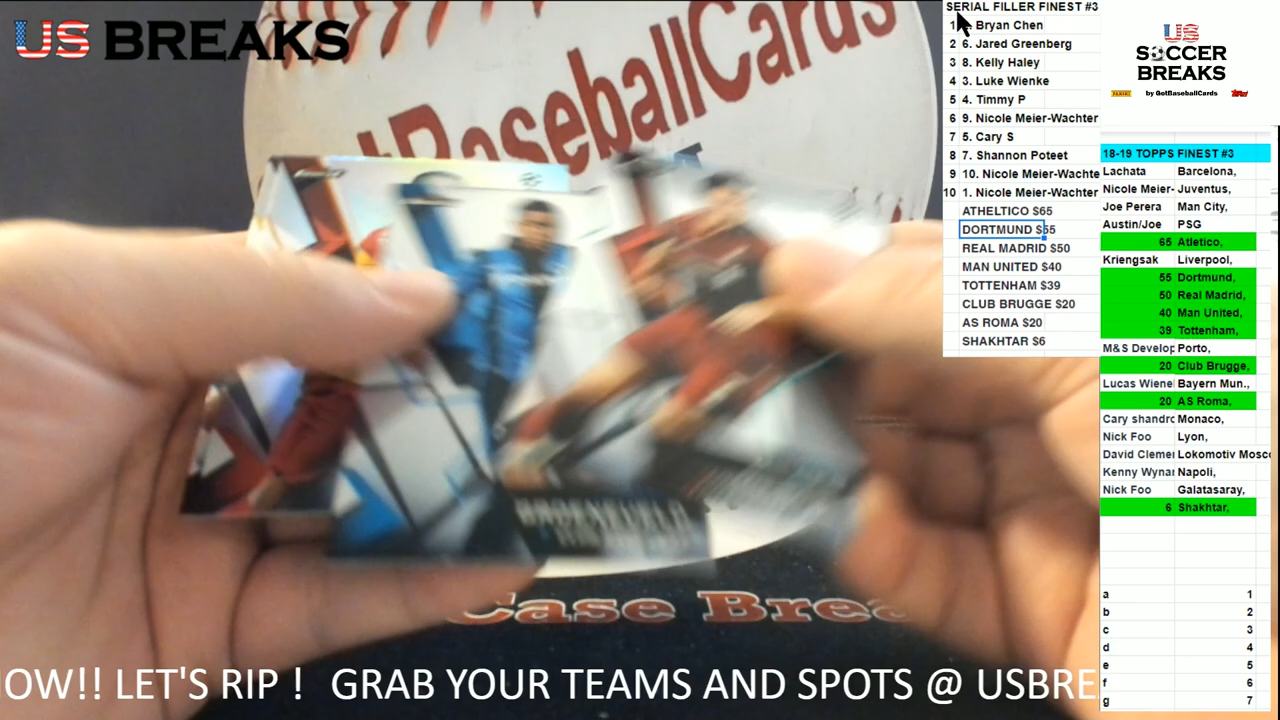 US BREAKS
BaseballCards
Case Brea
OW!! LET'S RIP ! GRAB YOUR TEAMS AND SPOTS @ USBRE
SERIAL FILLER FINEST #3
1 Bryan Chen
2 6. Jared Greenberg
3 8. Kelly Haley
4 3. Luke Wienke
5 4. Timmy P
6 9. Nicole Meier-Wachter
7 5. Cary S
8 7. Shannon Poteet
9 10. Nicole Meier-Wachte
10 1. Nicole Meier-Wachter
ATHELTICO $65
DORTMUND $55
REAL MADRID $50
MAN UNITED $40
TOTTENHAM $39
CLUB BRUGGE $20
AS ROMA $20
SHAKHTAR $6
US
SOCCER
BREAKS
PANINI by GotBaseballCards Topps
18-19 TOPPS FINEST #3
Lachata Barcelona,
Nicole Meier- Juventus,
Joe Perera Man City,
Austin/Joe PSG
65 Atletico,
Kriengsak Liverpool,
55 Dortmund,
50 Real Madrid,
40 Man United,
39 Tottenham,
M&S Develop Porto,
20 Club Brugge,
Lucas Wienel Bayern Mun.,
20 AS Roma,
Cary shandro Monaco,
Nick Foo Lyon,
David Clemer Lokomotiv Mosco
Kenny Wynar Napoli,
Nick Foo Galatasaray,
6 Shakhtar,
a 1
b 2
c 3
d 4
e 5
f 6
g 7